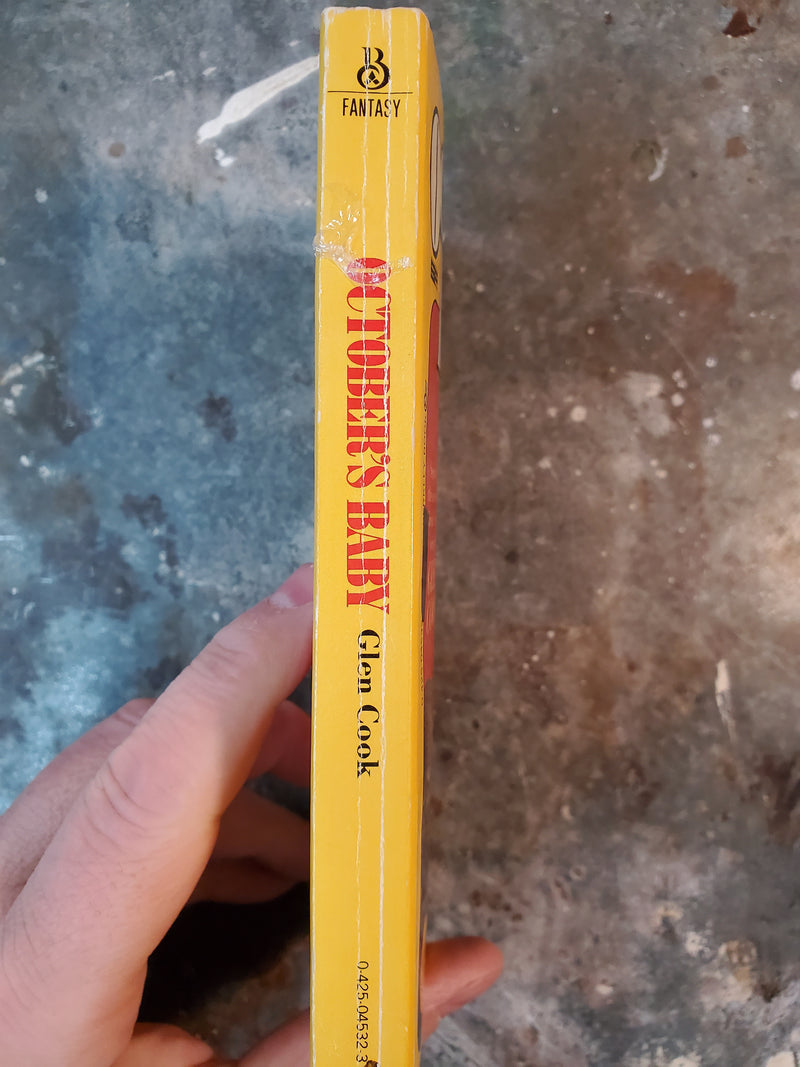 B
FANTASY
OCTOBER'S BABY
Glen Cook
0-425-04532-3